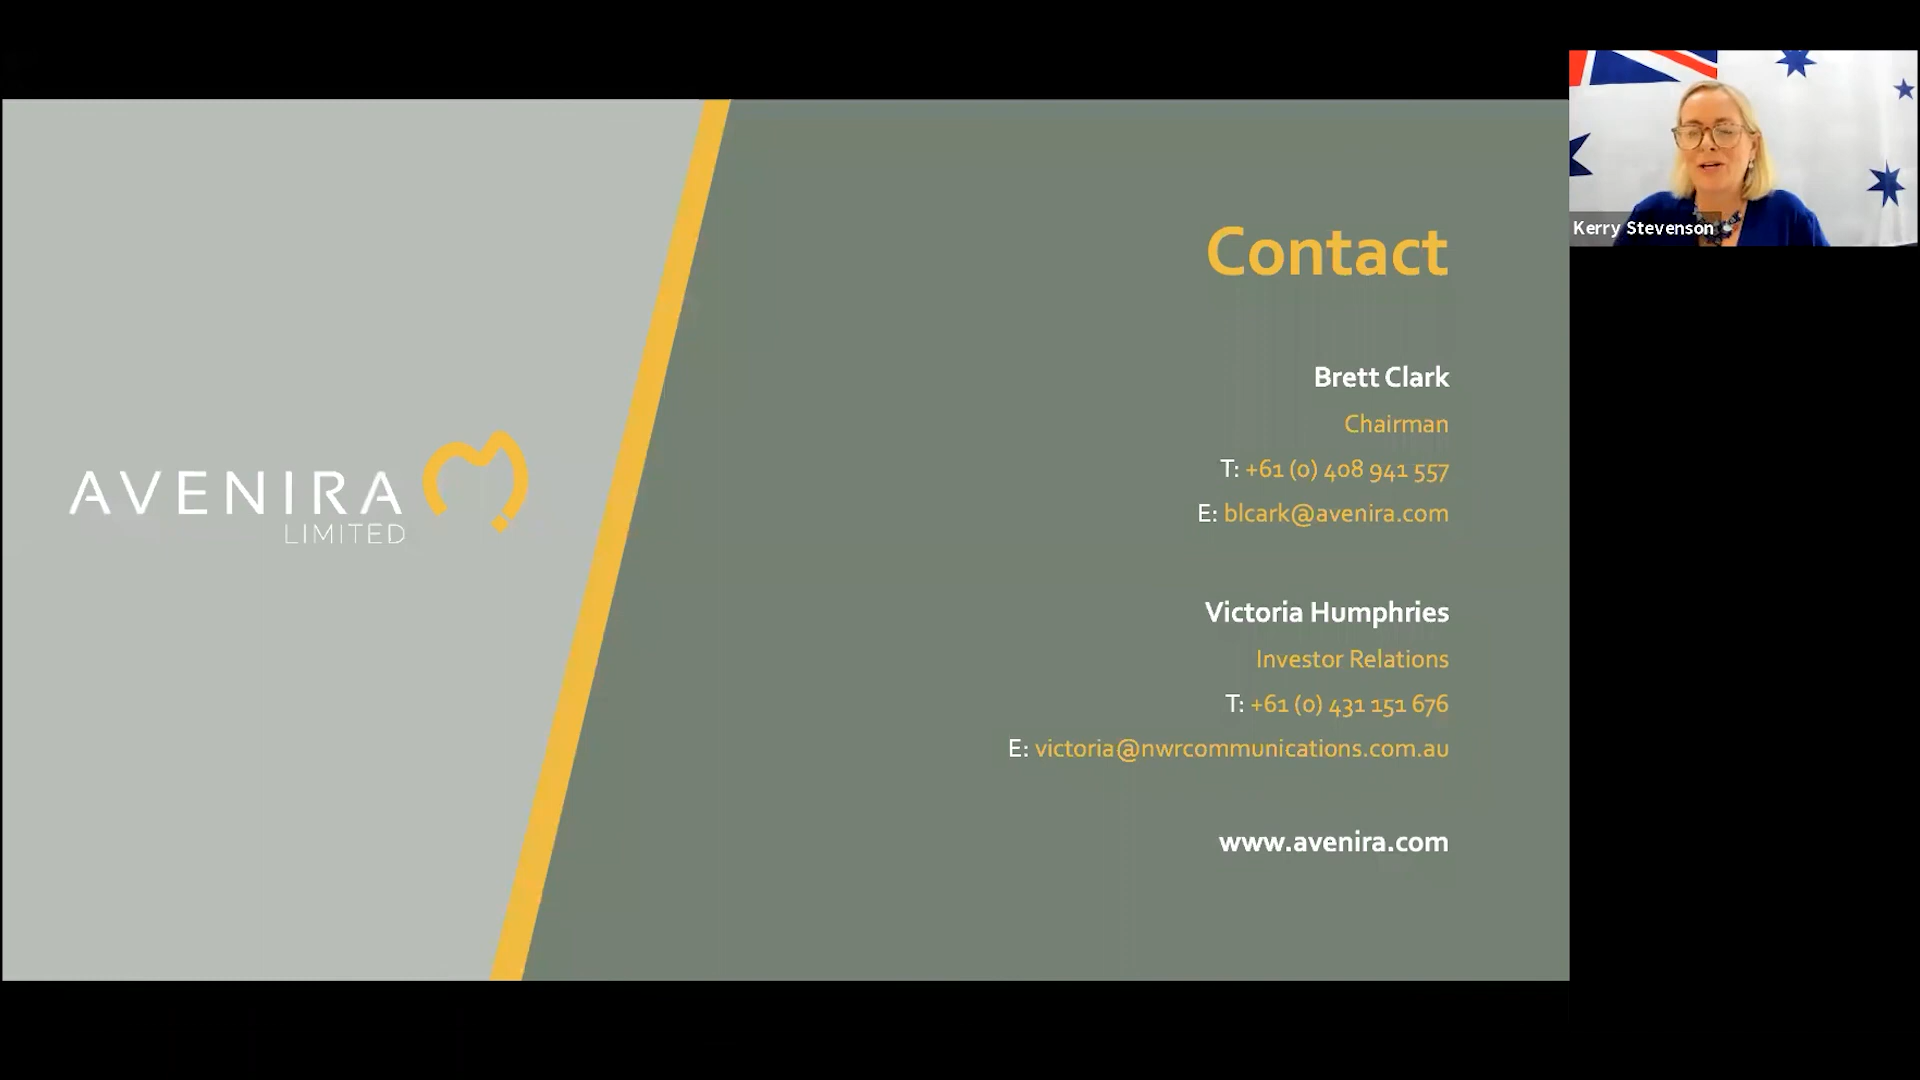 AVENIRA
LIMITED
Contact
Brett Clark
Chairman
T: +61 (0) 408 941 557
E: blcark@avenira.com
Victoria Humphries
Investor Relations
T: +61 (0) 431 151 676
E: victoria@nwrcommunications.com.au
www.avenira.com
Kerry Stevenson